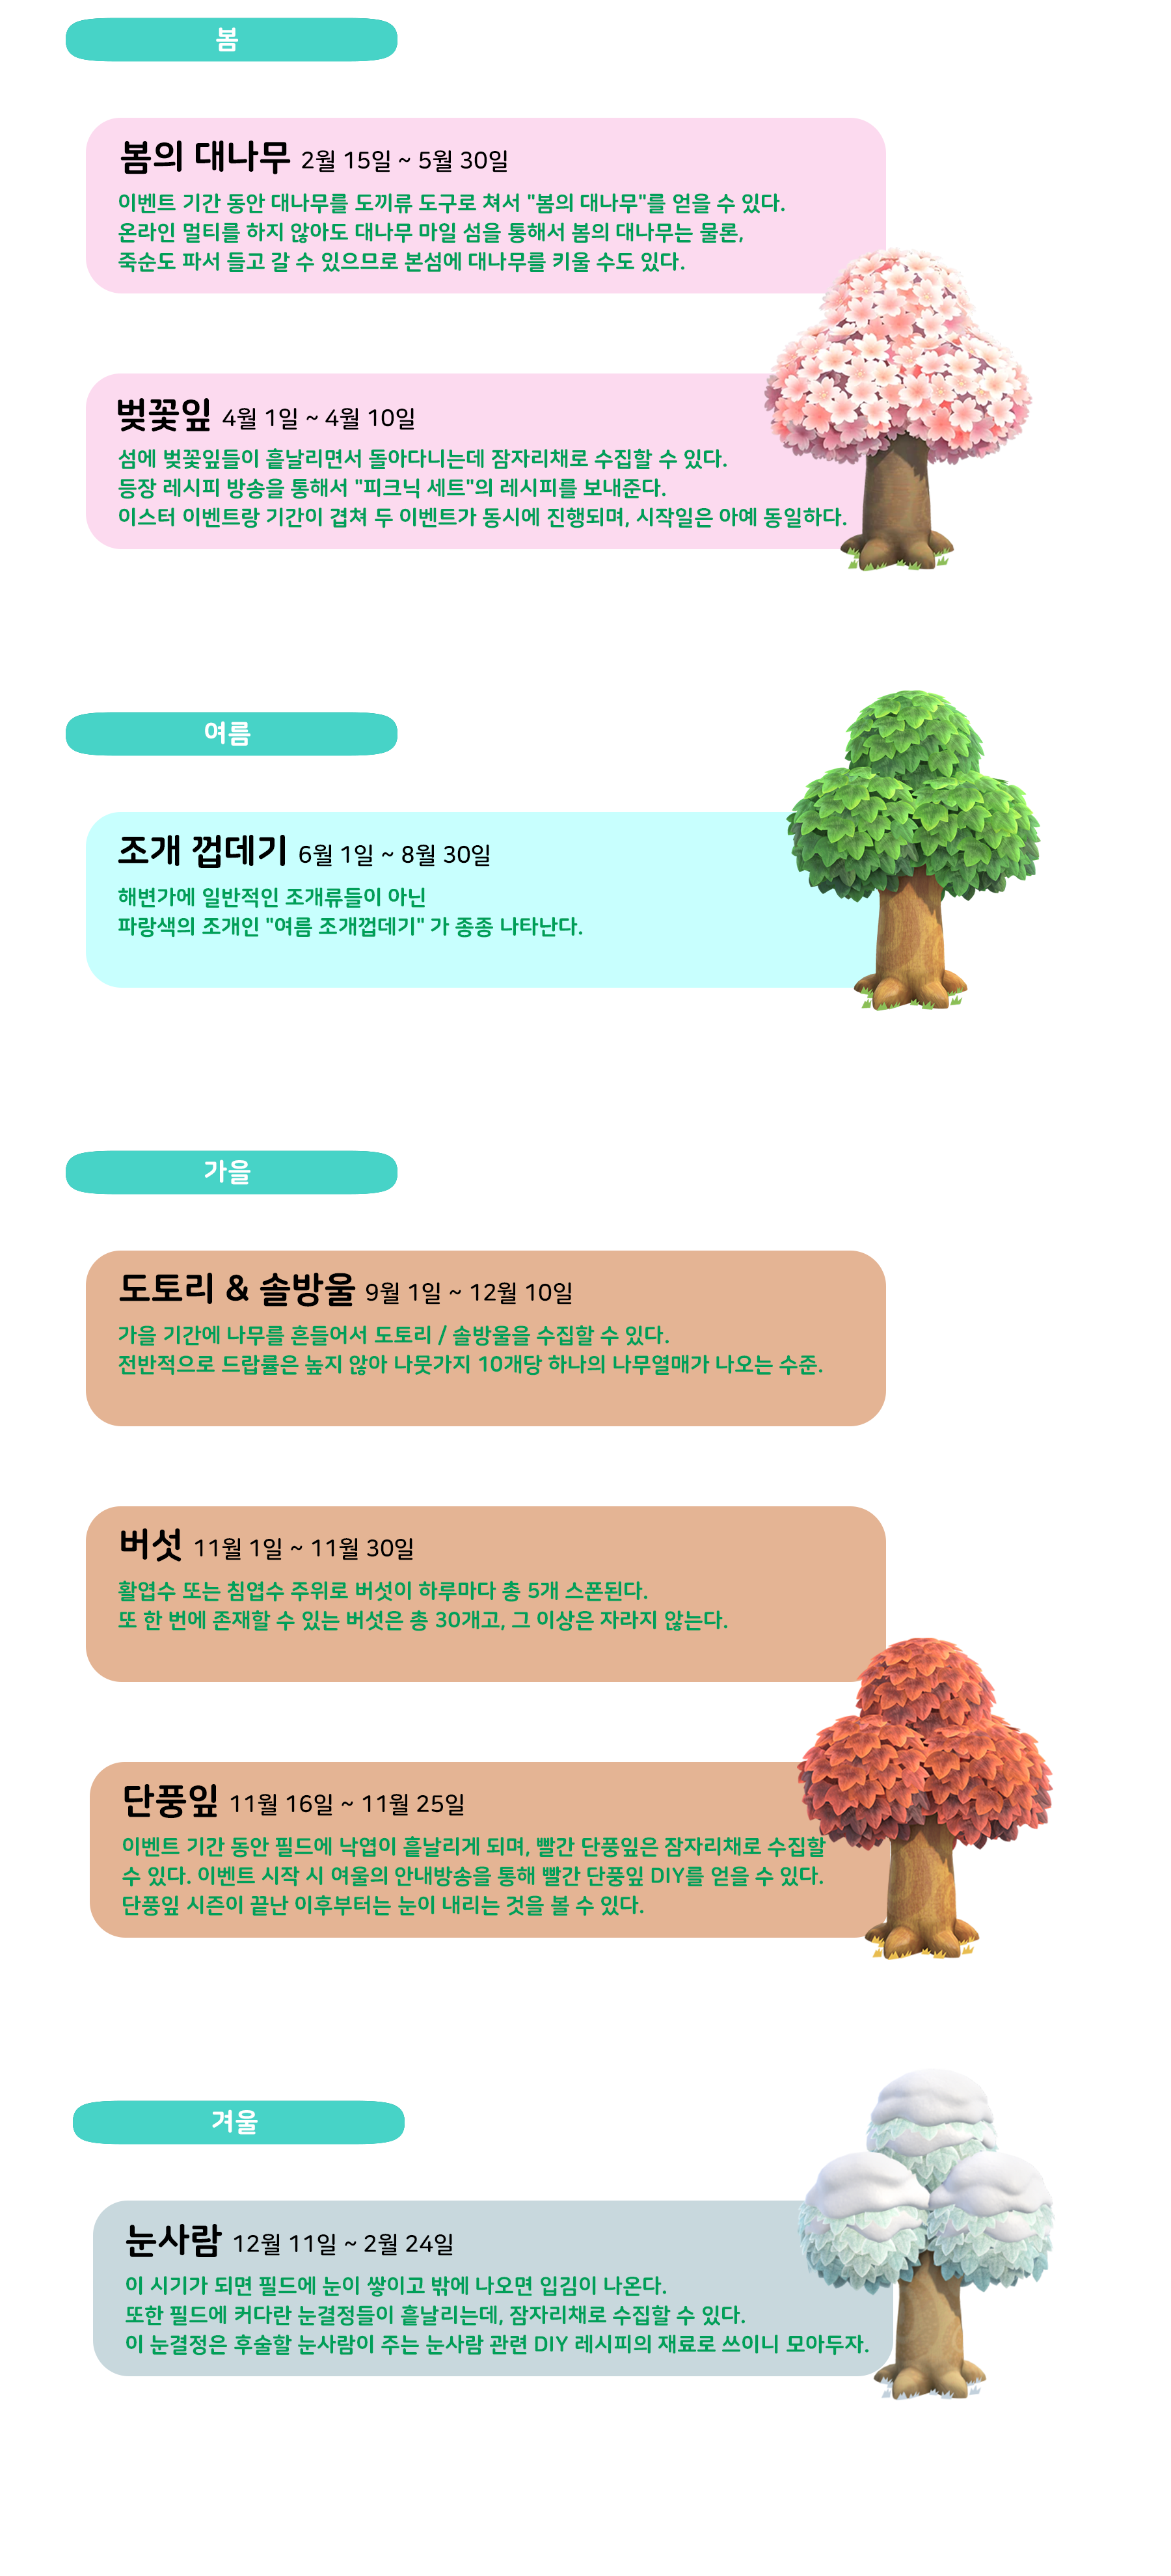 봄
봄의 대나무 2월 15일 ~ 5월 30일
이벤트 기간 동안 대나무를 도끼류 도구로 쳐서 "봄의 대나무"를 얻을 수 있다.
온라인 멀티를 하지 않아도 대나무 마일 섬을 통해서 봄의 대나무는 물론,
죽순도 파서 들고 갈 수 있으므로 본섬에 대나무를 키울 수도 있다.
벚꽃잎 4월 1일 ~ 4월 10일
섬에 벚꽃잎들이 흩날리면서 돌아다니는데 잠자리채로 수집할 수 있다.
등장 레시피 방송을 통해서 "피크닉 세트"의 레시피를 보내준다.
이스터 이벤트랑 기간이 겹쳐 두 이벤트가 동시에 진행되며, 시작일은 아예 동일하다.
여름
조개 껍데기 6월 1일 ~ 8월 30일
해변가에 일반적인 조개류들이 아닌
파랑색의 조개인 "여름 조개껍데기" 가 종종 나타난다.
가을
도토리 & 솔방울 9월 1일 ~ 12월 10일
가을 기간에 나무를 흔들어서 도토리 / 솔방울을 수집할 수 있다.
전반적으로 드랍률은 높지 않아 나뭇가지 10개당 하나의 나무열매가 나오는 수준.
버섯 11월 1일 ~ 11월 30일
활엽수 또는 침엽수 주위로 버섯이 하루마다 총 5개 스폰된다.
또 한 번에 존재할 수 있는 버섯은 총 30개고, 그 이상은 자라지 않는다.
단풍잎 11월 16일 ~ 11월 25일
이벤트 기간 동안 필드에 낙엽이 흩날리게 되며, 빨간 단풍잎은 잠자리채로 수집할
수 있다. 이벤트 시작 시 여울의 안내방송을 통해 빨간 단풍잎 DIY를 얻을 수 있다.
단풍잎 시즌이 끝난 이후부터는 눈이 내리는 것을 볼 수 있다.
겨울
눈사람 12월 11일 ~ 2월 24일
이 시기가 되면 필드에 눈이 쌓이고 밖에 나오면 입김이 나온다.
또한 필드에 커다란 눈결정들이 흩날리는데, 잠자리채로 수집할 수 있다.
이 눈결정은 후술할 눈사람이 주는 눈사람 관련 DIY 레시피의 재료로 쓰이니 모아두자.